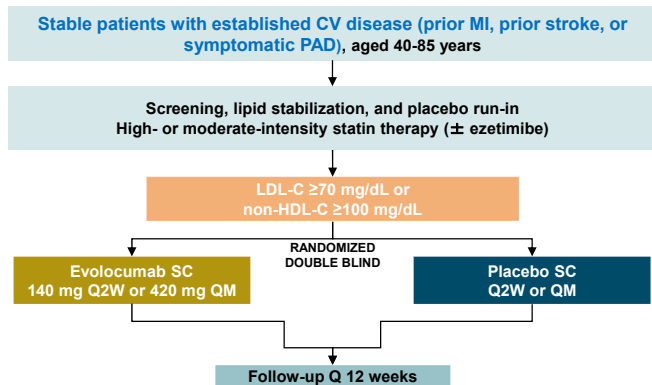 Stable patients with established CV disease (prior MI, prior stroke, or
symptomatic PAD), aged 40-85 years
Screening, lipid stabilization, and placebo run-in
High- or moderate-intensity statin therapy (± ezetimibe)
LDL-C ≥70 mg/dL or
non-HDL-C ≥100 mg/dL
RANDOMIZED
DOUBLE BLIND
Evolocumab SC
140 mg Q2W or 420 mg QM
Placebo SC
Q2W or QM
Follow-up Q 12 weeks